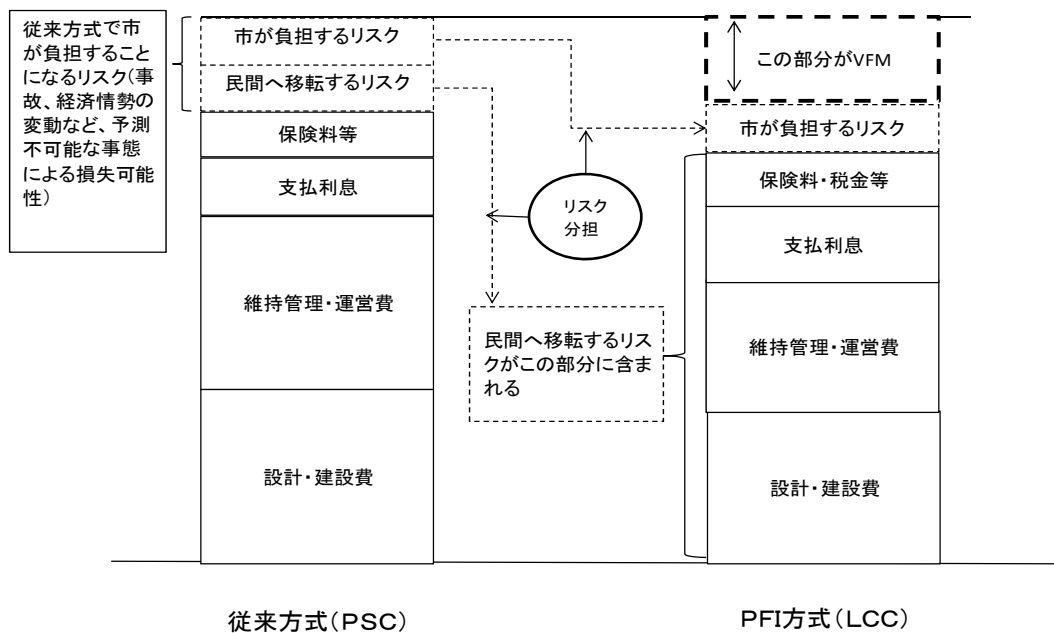 従来方式で市
が負担すること
になるリスク(事
故、経済情勢の
変動など、予測
不可能な事態
による損失可能
性)
市が負担するリスク
民間へ移転するリスク
保険料等
支払利息
維持管理・運営費
設計・建設費
従来方式(PSC)
リスク
分担
民間へ移転するリス
クがこの部分に含ま
れる
この部分がVFM
市が負担するリスク
保険料・税金等
支払利息
維持管理・運営費
設計・建設費
PFI方式(LCC)